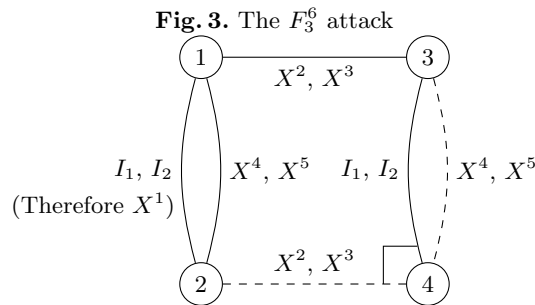 Fig. 3. The F_3^6 attack
1
3
X^2, X^3
I_1, I_2
X^4, X^5
I_1, I_2
X^4, X^5
(Therefore X^1)
X^2, X^3
2
4